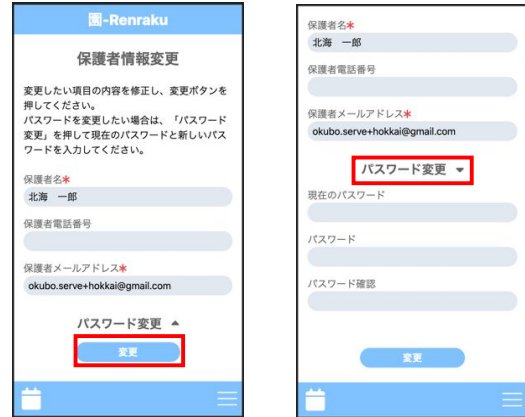 園-Renraku
保護者情報変更
変更したい項目の内容を修正し、変更ボタンを
押してください。
パスワードを変更したい場合は、「パスワード
変更」を押して現在のパスワードと新しいパス
ワードを入力してください。
保護者名*
北海　一郎
保護者電話番号
保護者メールアドレス*
okubo.serve+hokkai@gmail.com
パスワード変更 ▲
変更
保護者名*
北海　一郎
保護者電話番号
保護者メールアドレス*
okubo.serve+hokkai@gmail.com
パスワード変更 ▼
現在のパスワード
パスワード
パスワード確認
変更